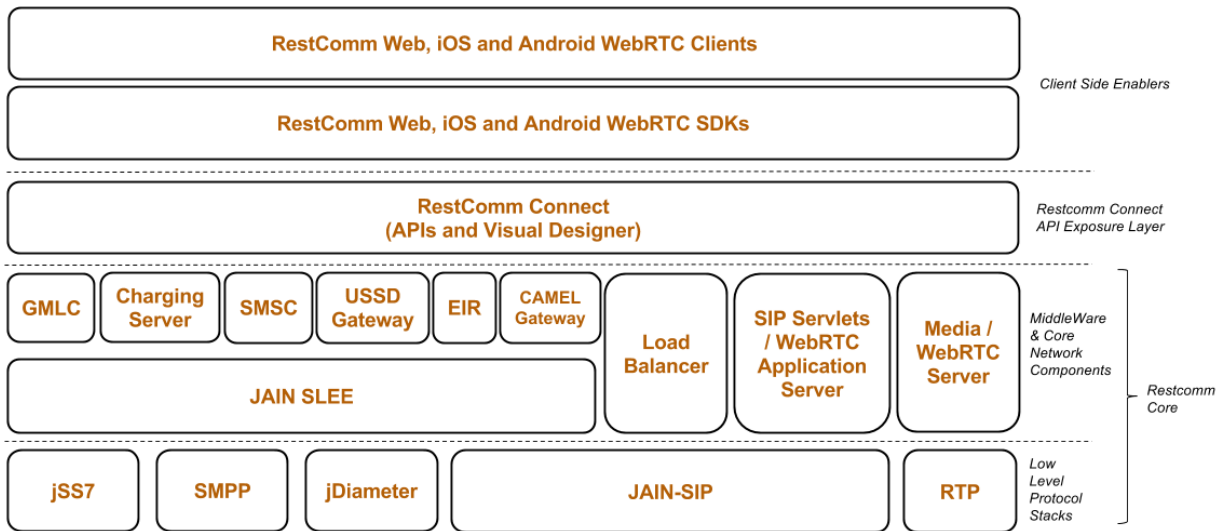 RestComm Web, iOS and Android WebRTC Clients
Client Side Enablers
RestComm Web, iOS and Android WebRTC SDKs
RestComm Connect
(APIs and Visual Designer)
Restcomm Connect
API Exposure Layer
GMLC
Charging
Server
SMSC
USSD
Gateway
EIR
CAMEL
Gateway
Load
Balancer
SIP Servlets
/ WebRTC
Application
Server
Media /
WebRTC
Server
MiddleWare
& Core
Network
Components
JAIN SLEE
Restcomm
Core
jSS7
SMPP
jDiameter
JAIN-SIP
RTP
Low
Level
Protocol
Stacks